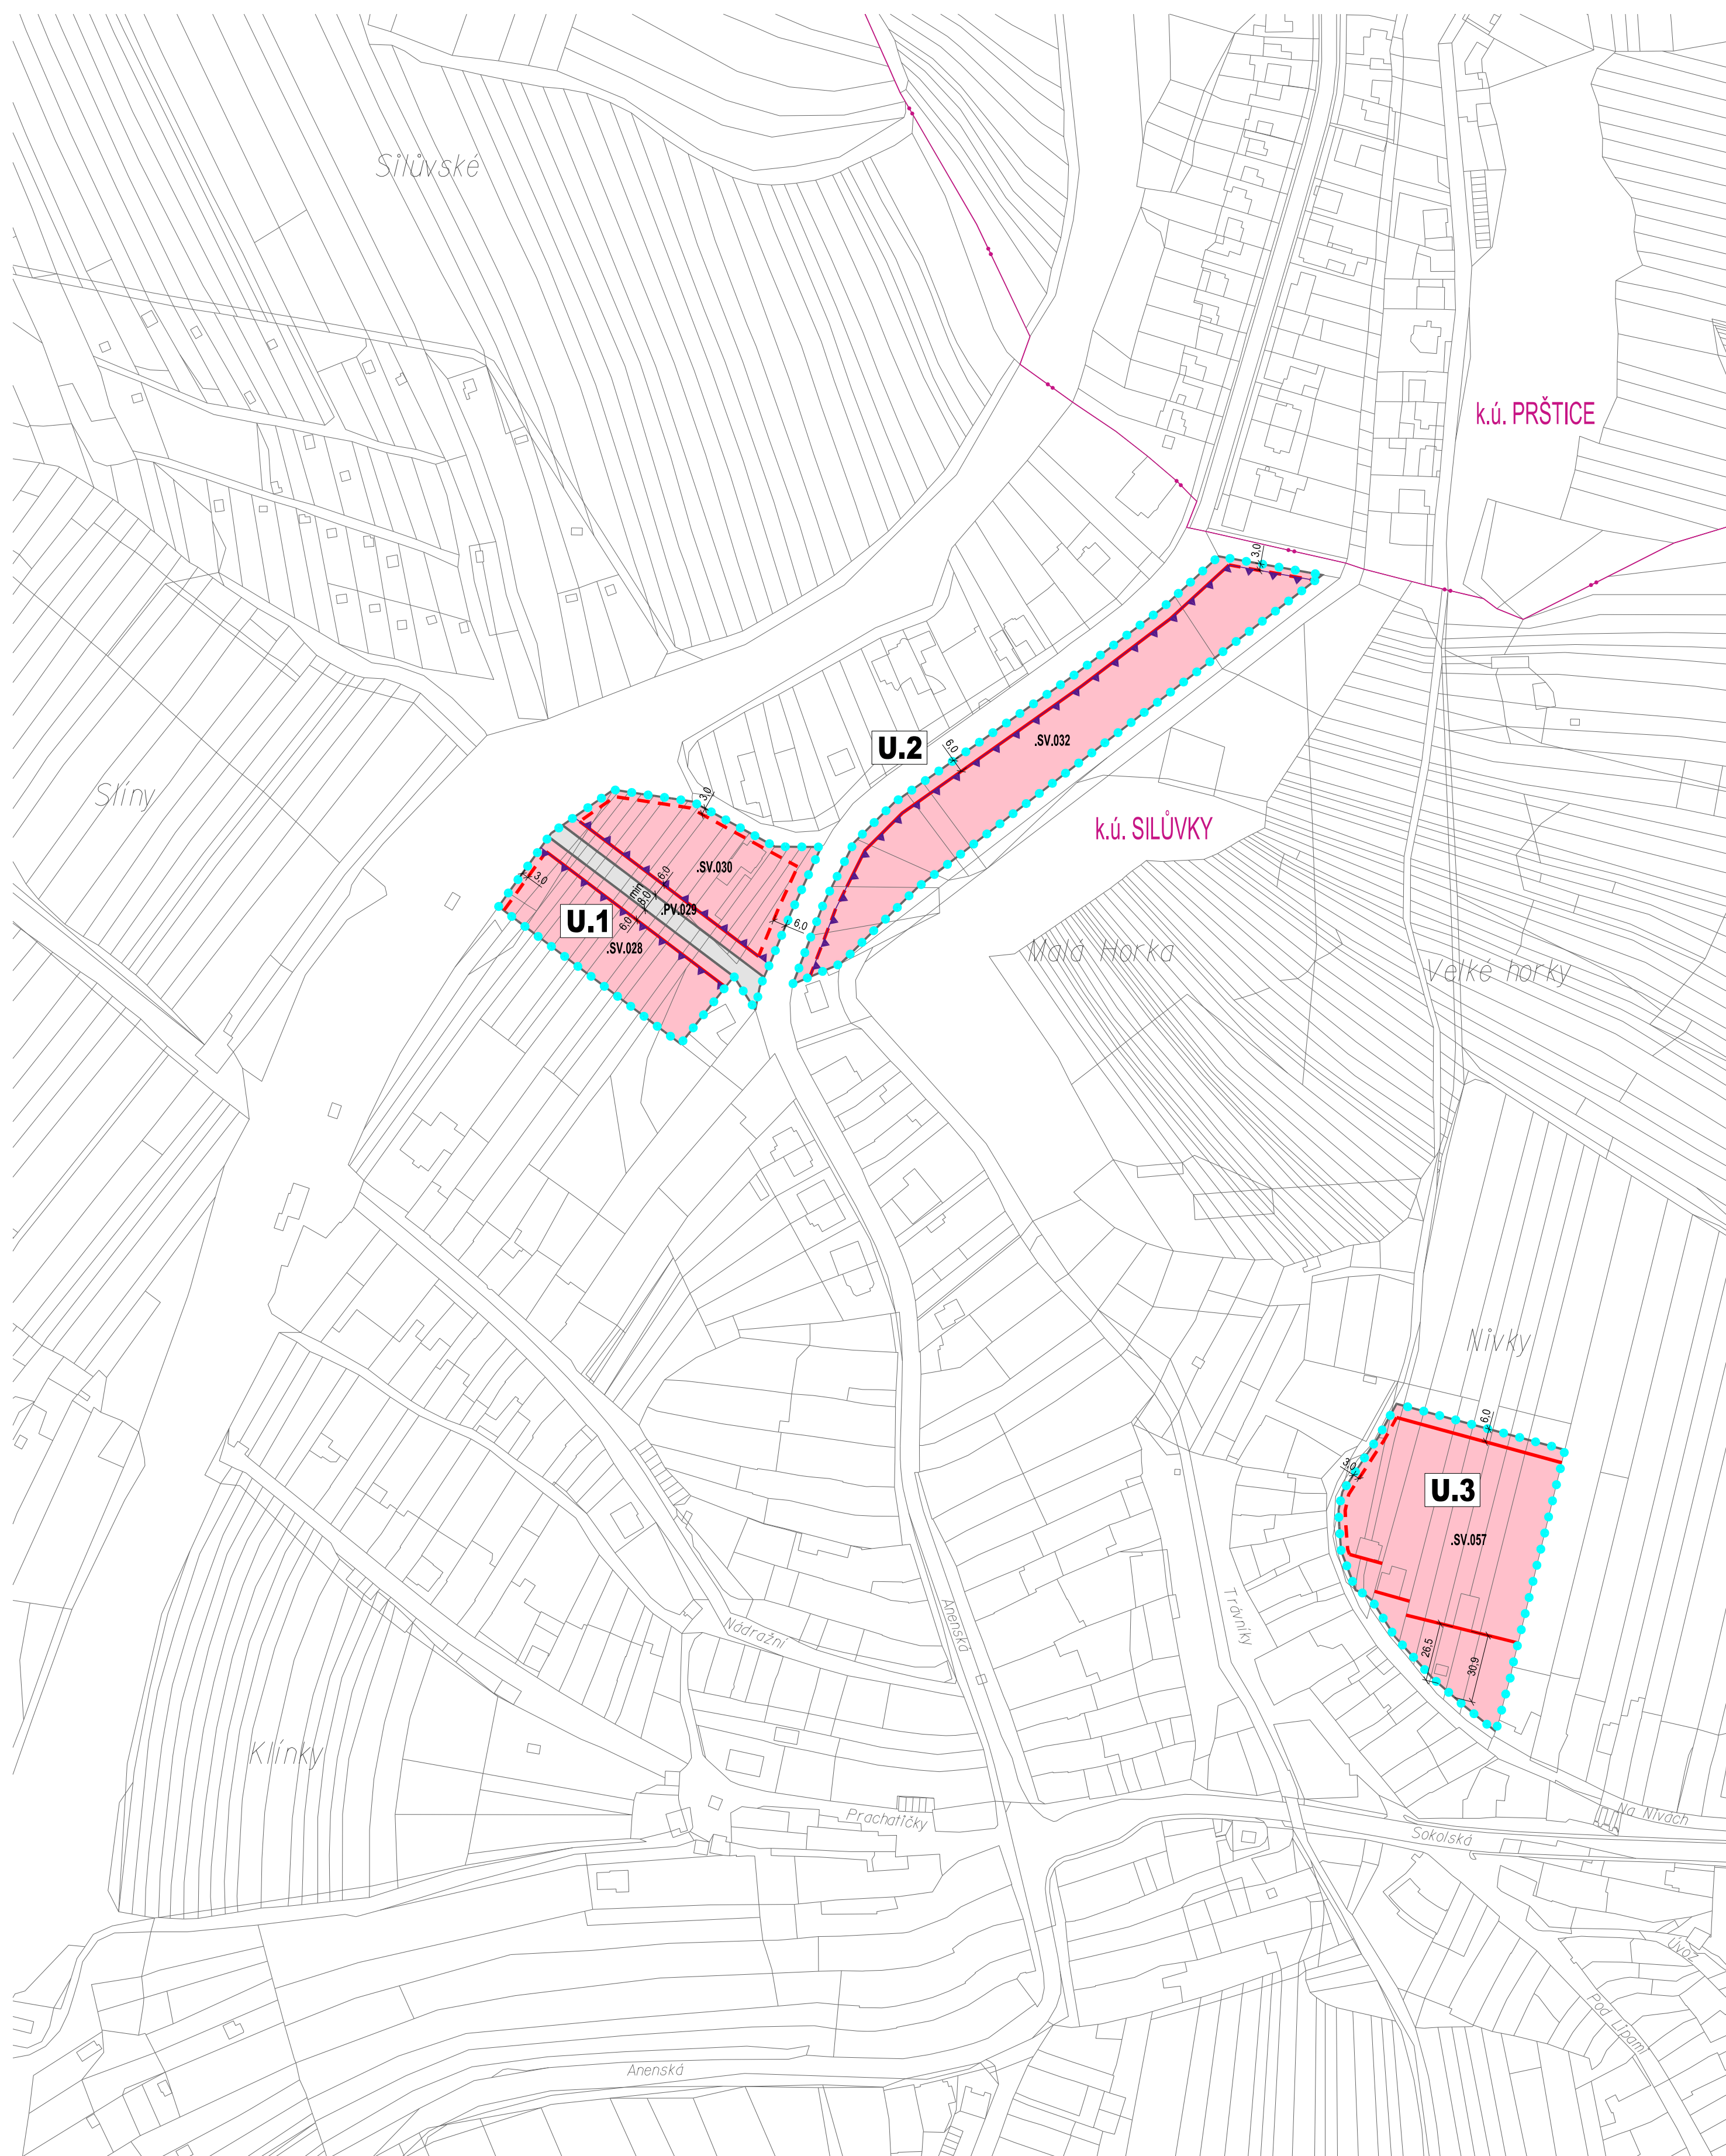 Silůvské
k.ú. PRŠTICE
3,0
U.2
6,0
.SV.032
Slíny
3,0
k.ú. SILŮVKY
.SV.030
6,0
3,0
min.
8,0
.PV.029
U.1
6,0
6,0
.SV.028
Malá Horka
Velké horky
Nivky
6,0
3,0
U.3
.SV.057
Trávníky
Anenská
Nádražní
26,5
30,9
Klínky
Prachatičky
Na Nivách
Sokolská
Úvoz
Pod Lipami
Anenská